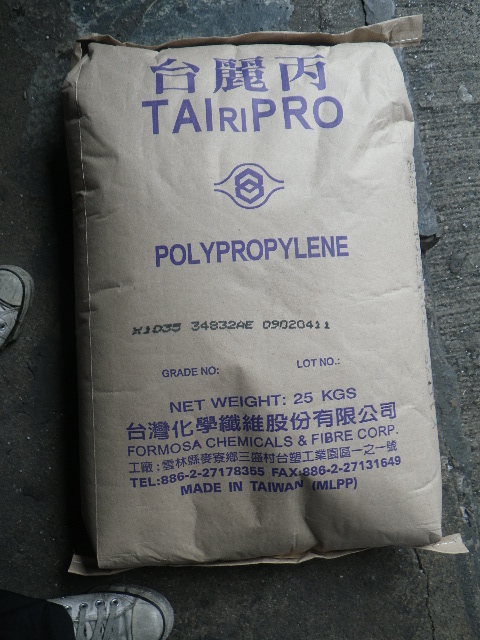 台麗丙
TAIRIPRO
POLYPROPYLENE
K1035 34832AE 09020411
GRADE NO: LOT NO.:
NET WEIGHT: 25 KGS
台灣化學纖維股份有限公司
FORMOSA CHEMICALS & FIBRE CORP.
工廠:雲林縣麥寮鄉三盛村台塑工業園區一之一號
TEL:886-2-27178355 FAX:886-2-27131649
MADE IN TAIWAN (MLPP)